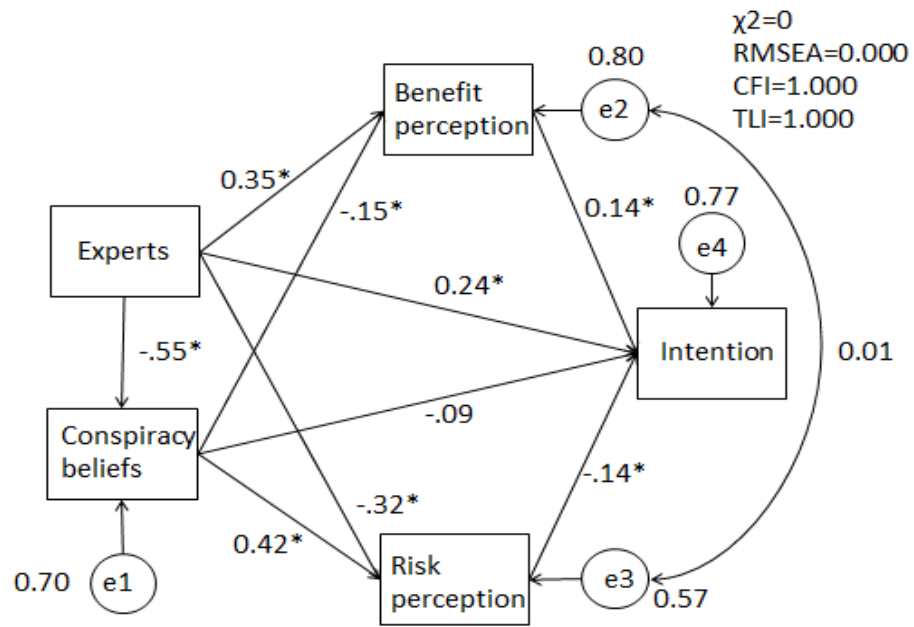 χ2=0
RMSEA=0.000
CFI=1.000
TLI=1.000
0.80
e2
Benefit
perception
0.35*
-.15*
0.14*
0.77
e4
Experts
0.24*
Intention
0.01
-.55*
-.09
Conspiracy
beliefs
-.14*
-.32*
0.42*
0.70
e1
Risk
perception
e3
0.57